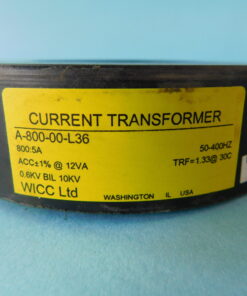 CURRENT TRANSFORMER
A-800-00-L36
800:5A
50-400HZ
ACC±1% @ 12VA
TRF=1.33@ 30C
0.6KV BIL 10KV
WICC Ltd
WASHINGTON IL USA